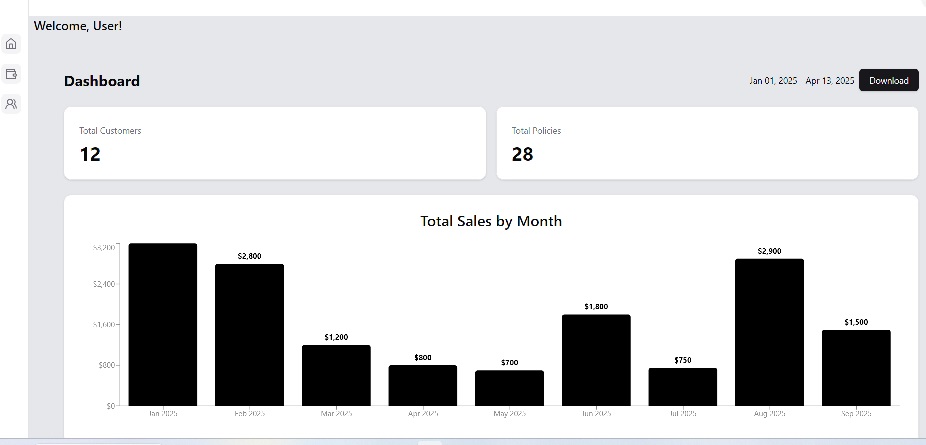 Welcome, User!
Dashboard
Jan 01, 2025 Apr 13, 2025 Download
Total Customers
12
Total Policies
28
Total Sales by Month
$3,200
$2,400
$1,600
$800
$0
$2,800
$1,200
$800
$700
$1,800
$750
$2,900
$1,500
Jan 2025 Feb 2025 Mar 2025 Apr 2025 May 2025 Jun 2025 Jul 2025 Aug 2025 Sep 2025